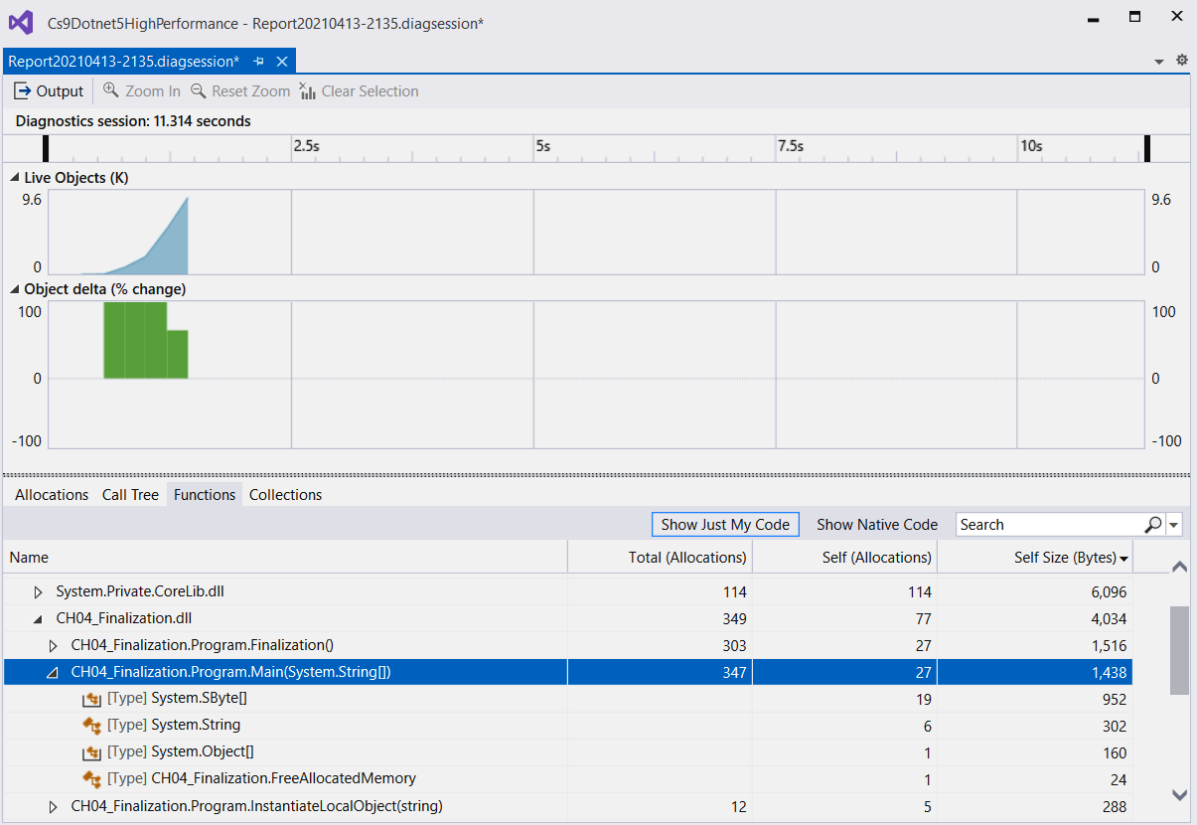 Cs9Dotnet5HighPerformance - Report20210413-2135.diagsession*
Report20210413-2135.diagsession*
Output Zoom In Reset Zoom Clear Selection
Diagnostics session: 11.314 seconds
2.5s 5s 7.5s 10s
Live Objects (K)
9.6 9.6
0 0
Object delta (% change)
100 100
0 0
-100 -100
Allocations Call Tree Functions Collections
Show Just My Code Show Native Code Search
Name Total (Allocations) Self (Allocations) Self Size (Bytes)
System.Private.CoreLib.dll 114 114 6,096
CH04_Finalization.dll 349 77 4,034
CH04_Finalization.Program.Finalization() 303 27 1,516
CH04_Finalization.Program.Main(System.String[]) 347 27 1,438
[Type] System.SByte[] 19 952
[Type] System.String 6 302
[Type] System.Object[] 1 160
[Type] CH04_Finalization.FreeAllocatedMemory 1 24
CH04_Finalization.Program.InstantiateLocalObject(string) 12 5 288